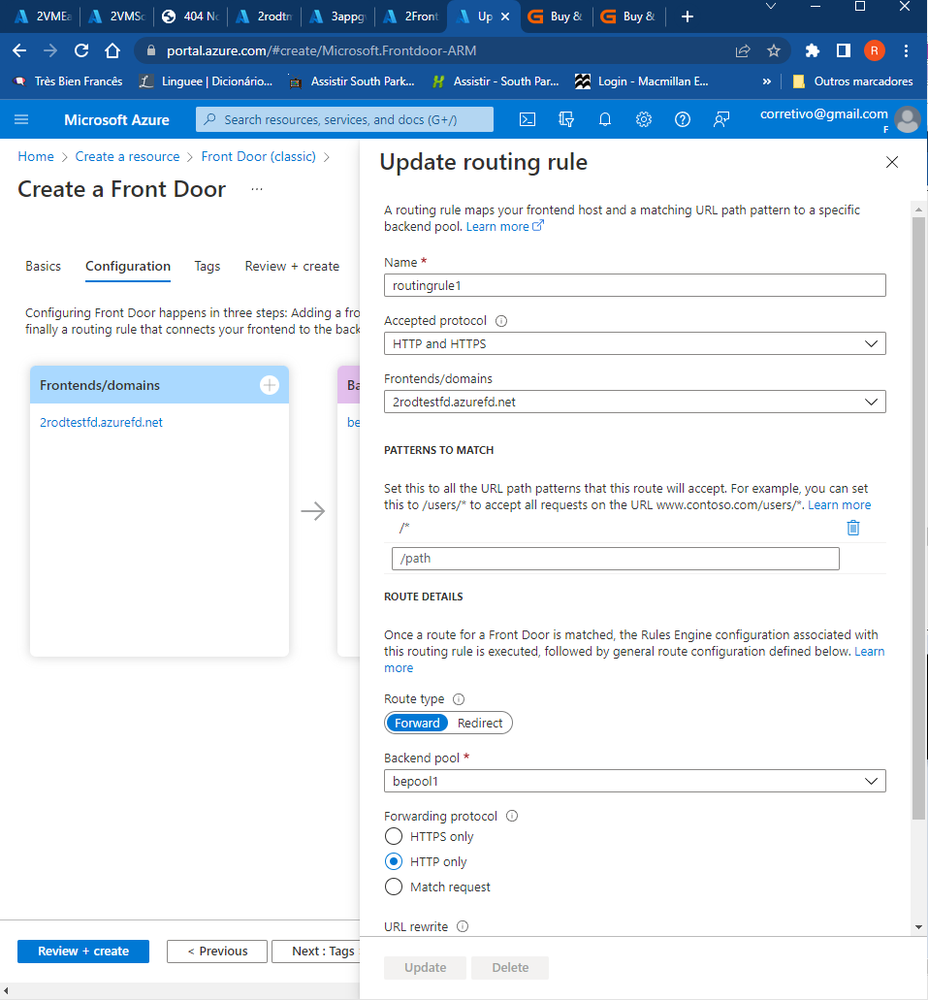 2VMEa
2VMSc
404 No
2rodtm
3appg
2Front
Up
Buy &
Buy &
portal.azure.com/#create/Microsoft.Frontdoor-ARM
R
Très Bien Francês
Linguee | Dicionário...
Assistir South Park...
Assistir - South Par...
Login - Macmillan E...
»
Outros marcadores
Microsoft Azure
Search resources, services, and docs (G+/)
corretivo@gmail.com
F
Home > Create a resource > Front Door (classic) >
Create a Front Door ...
Basics
Configuration
Tags
Review + create
Configuring Front Door happens in three steps: Adding a fro
finally a routing rule that connects your frontend to the back
Frontends/domains
2rodtestfd.azurefd.net
Ba
be
Review + create
< Previous
Next : Tags
Update routing rule
A routing rule maps your frontend host and a matching URL path pattern to a specific
backend pool. Learn more
Name *
routingrule1
Accepted protocol
HTTP and HTTPS
Frontends/domains
2rodtestfd.azurefd.net
PATTERNS TO MATCH
Set this to all the URL path patterns that this route will accept. For example, you can set
this to /users/* to accept all requests on the URL www.contoso.com/users/*. Learn more
/*
/path
ROUTE DETAILS
Once a route for a Front Door is matched, the Rules Engine configuration associated with
this routing rule is executed, followed by general route configuration defined below. Learn
more
Route type
Forward
Redirect
Backend pool *
bepool1
Forwarding protocol
HTTPS only
HTTP only
Match request
URL rewrite
Update
Delete